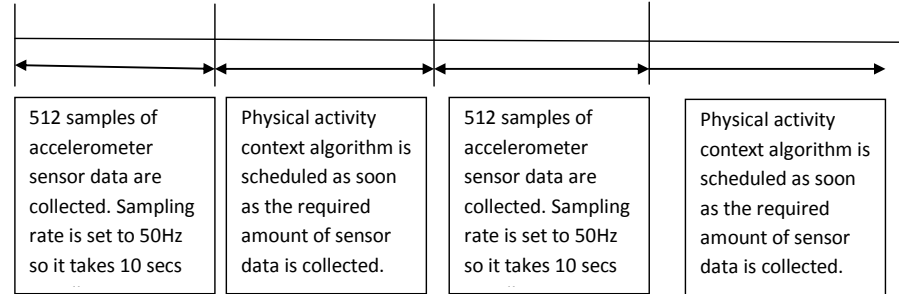 512 samples of
accelerometer
sensor data are
collected. Sampling
rate is set to 50Hz
so it takes 10 secs
Physical activity
context algorithm is
scheduled as soon
as the required
amount of sensor
data is collected.
512 samples of
accelerometer
sensor data are
collected. Sampling
rate is set to 50Hz
so it takes 10 secs
Physical activity
context algorithm is
scheduled as soon
as the required
amount of sensor
data is collected.